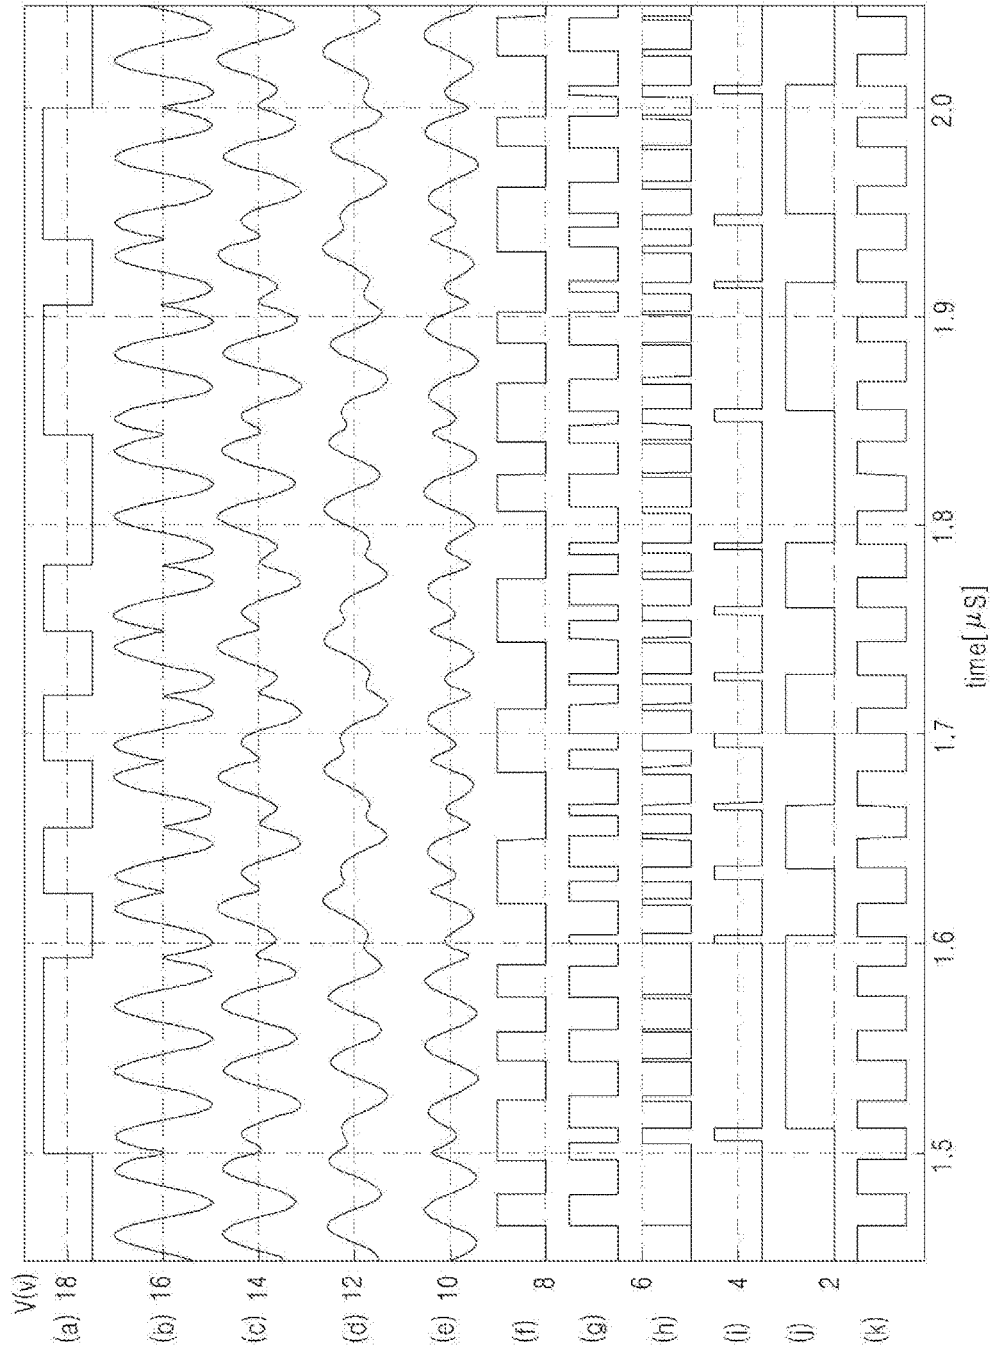 V(v)
(a) 18
(b) 16
(c) 14
(d) 12
(e) 10
(f) 8
(g)
(h) 6
(i) 4
(j) 2
(k)
1.5 1.6 1.7 1.8 1.9 2.0
time[μS]